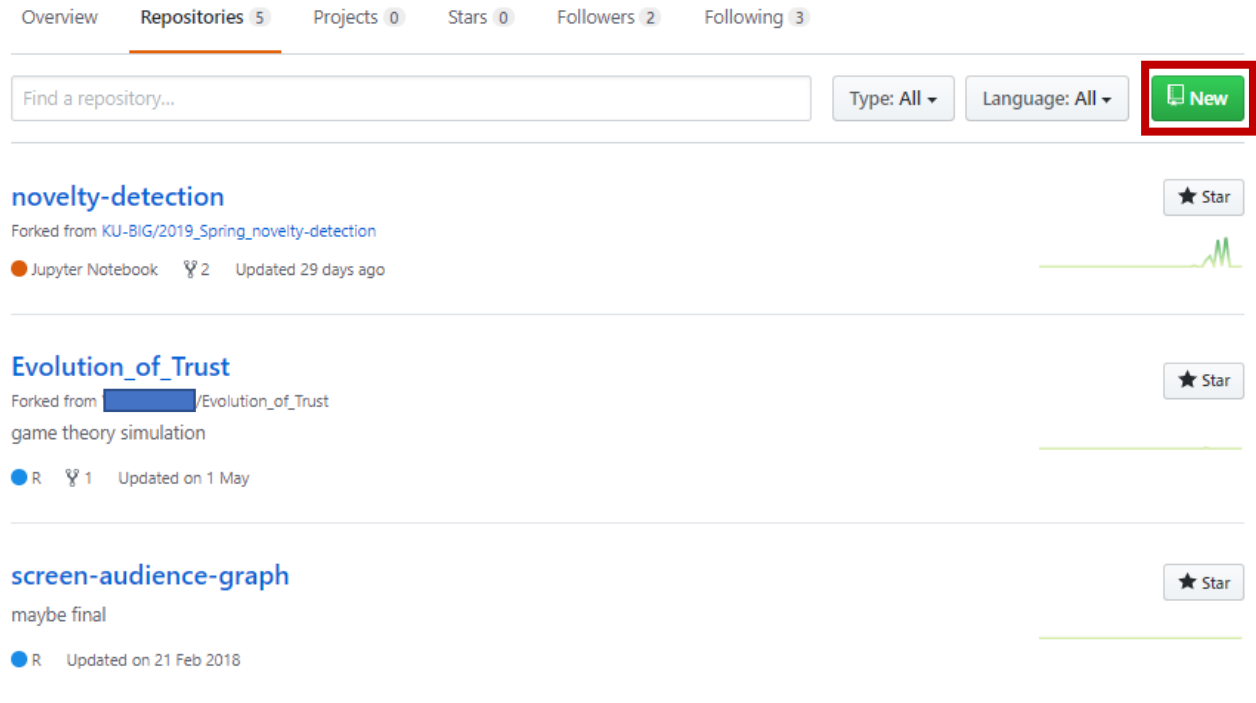 Overview Repositories 5 Projects 0 Stars 0 Followers 2 Following 3
Find a repository... Type: All Language: All New
novelty-detection Star
Forked from KU-BIG/2019_Spring_novelty-detection
Jupyter Notebook 2 Updated 29 days ago
Evolution_of_Trust Star
Forked from /Evolution_of_Trust
game theory simulation
R 1 Updated on 1 May
screen-audience-graph Star
maybe final
R Updated on 21 Feb 2018